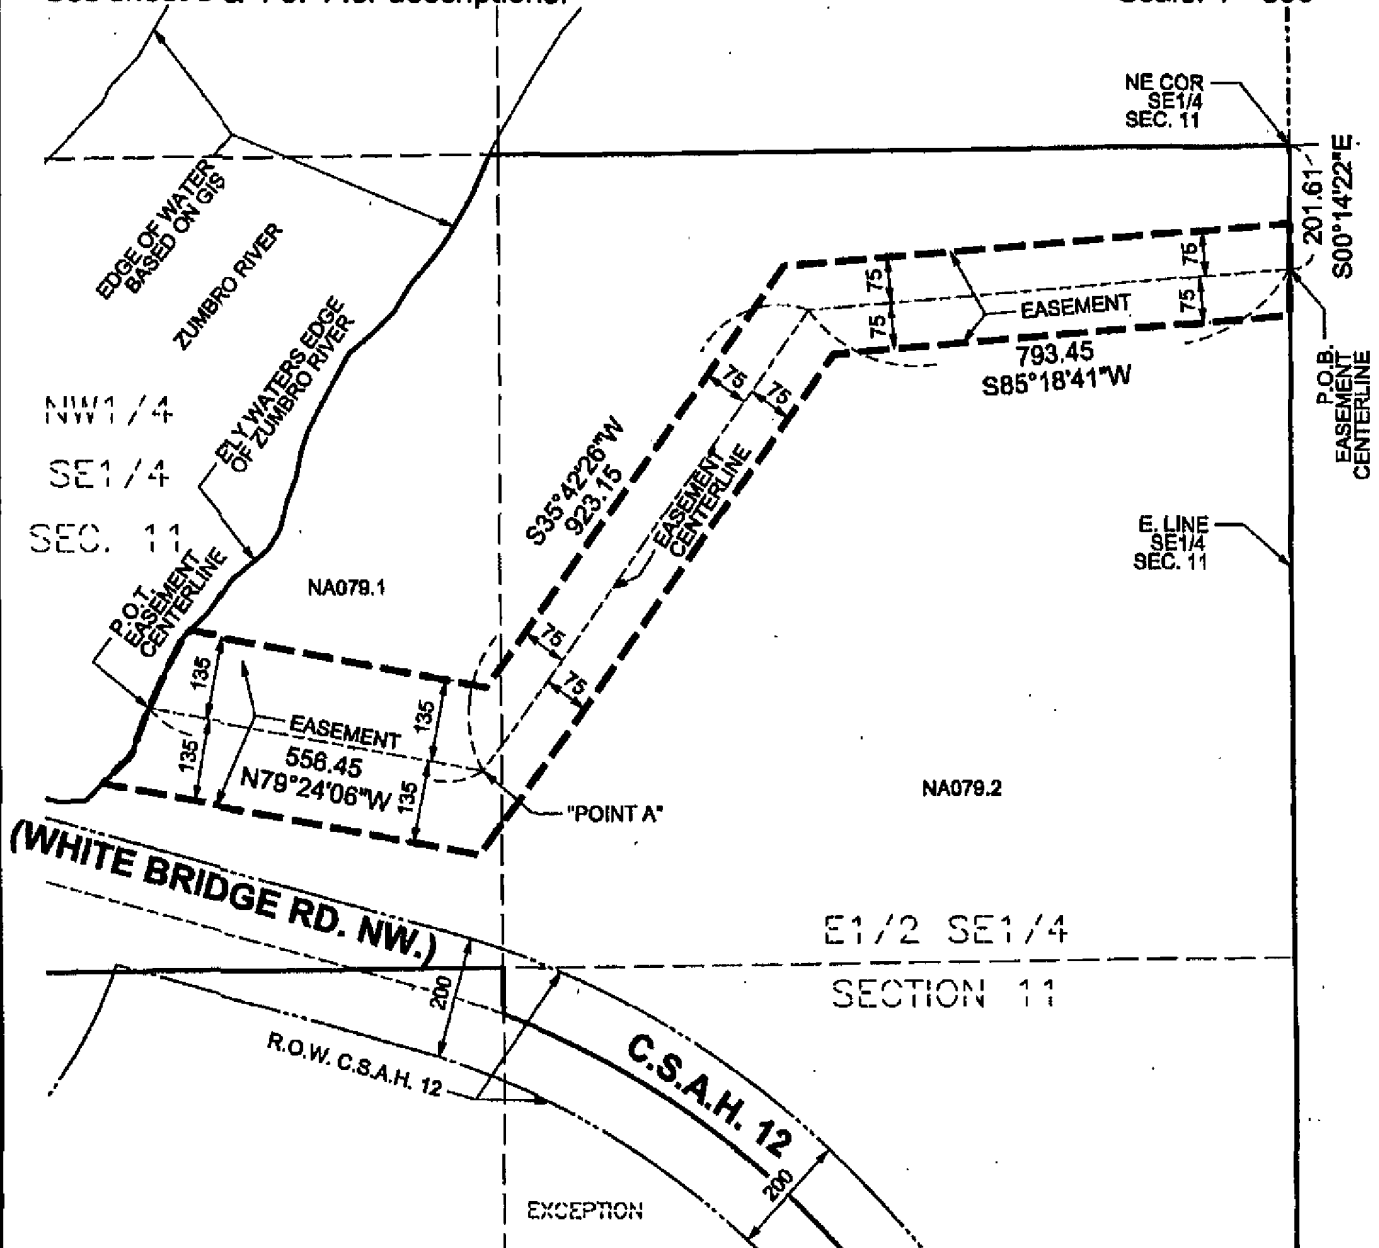 NE COR
SE1/4
SEC. 11
201.61
S00°14'22"E
EDGE OF WATER
BASED ON GIS
ZUMBRO RIVER
ELY WATERS EDGE
OF ZUMBRO RIVER
75
75
75
75
EASEMENT
793.45
S85°18'41"W
P.O.B.
EASEMENT
CENTERLINE
NW1/4
SE1/4
SEC. 11
75
75
S35°42'26"W
923.15
EASEMENT
CENTERLINE
E. LINE
SE1/4
SEC. 11
P.O.T.
EASEMENT
CENTERLINE
NA079.1
75
75
135
135
135
135
EASEMENT
556.45
N79°24'06"W
"POINT A"
NA079.2
(WHITE BRIDGE RD. NW.)
E1/2 SE1/4
SECTION 11
200
R.O.W. C.S.A.H. 12
C.S.A.H. 12
200
EXCEPTION